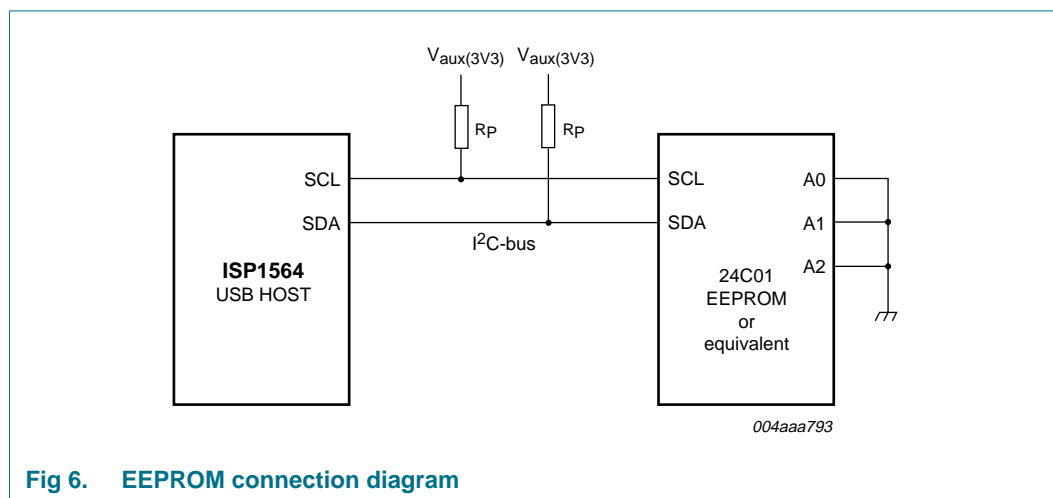 Vaux(3V3) Vaux(3V3)
RP RP
SCL SCL A0
SDA SDA A1
I2C-bus A2
ISP1564
USB HOST
24C01
EEPROM
or
equivalent
004aaa793
Fig 6. EEPROM connection diagram